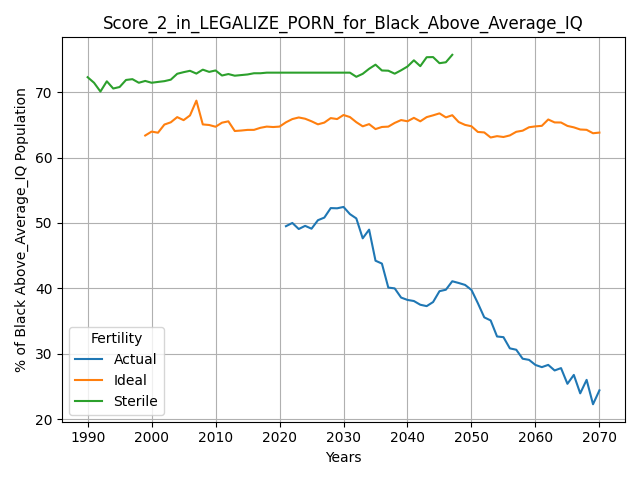 Score_2_in_LEGALIZE_PORN_for_Black_Above_Average_IQ
% of Black Above_Average_IQ Population
70
60
50
40
30
20
Fertility
Actual
Ideal
Sterile
1990 2000 2010 2020 2030 2040 2050 2060 2070
Years